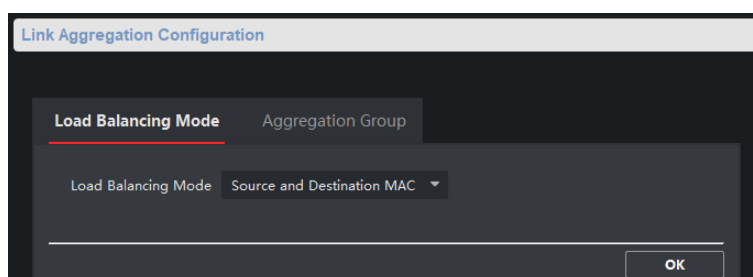 Link Aggregation Configuration
Load Balancing Mode Aggregation Group
Load Balancing Mode Source and Destination MAC
OK